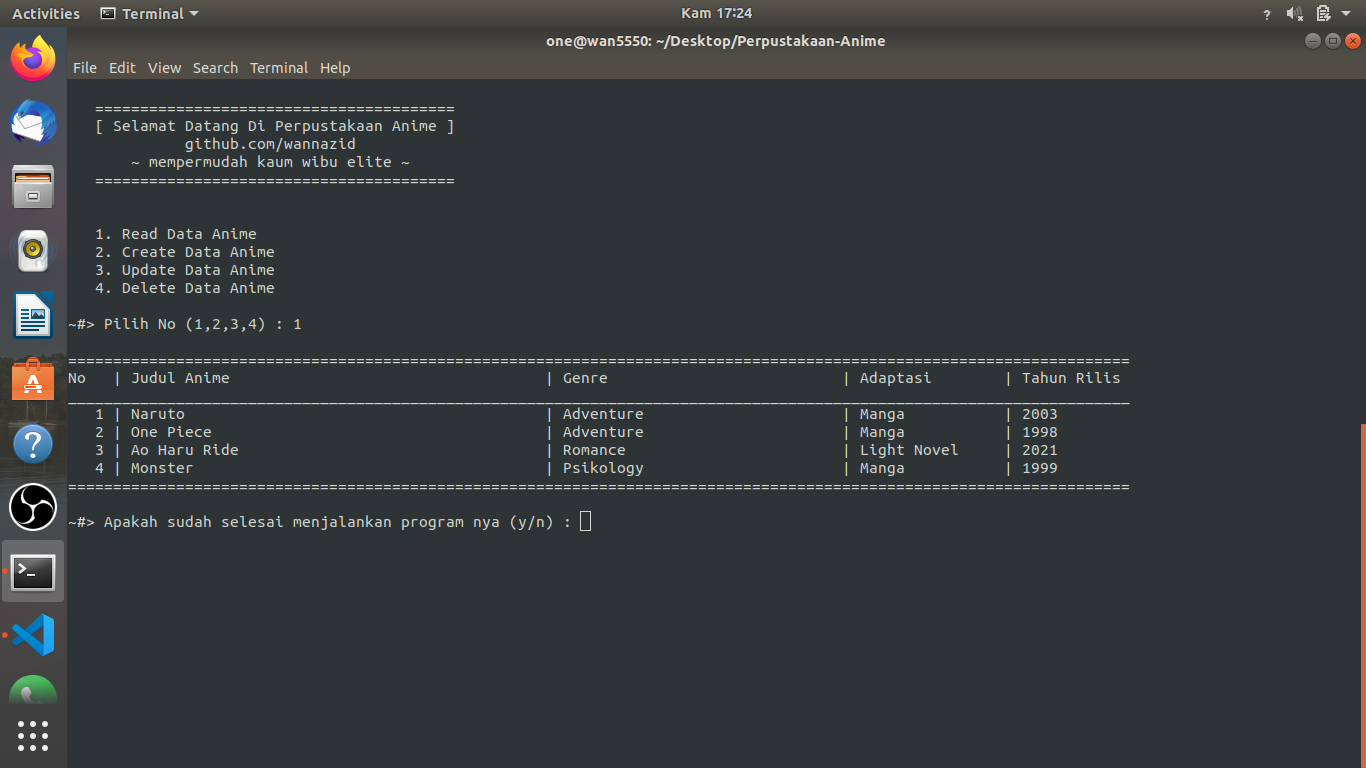 Activities Terminal Kam 17:24 ?
one@wan5550: ~/Desktop/Perpustakaan-Anime
File Edit View Search Terminal Help
========================================
[ Selamat Datang Di Perpustakaan Anime ]
github.com/wannazid
~ mempermudah kaum wibu elite ~
========================================
1. Read Data Anime
2. Create Data Anime
3. Update Data Anime
4. Delete Data Anime
~#> Pilih No (1,2,3,4) : 1
======================================================================================================================
No | Judul Anime | Genre | Adaptasi | Tahun Rilis
______________________________________________________________________________________________________________________
1 | Naruto | Adventure | Manga | 2003
2 | One Piece | Adventure | Manga | 1998
3 | Ao Haru Ride | Romance | Light Novel | 2021
4 | Monster | Psikology | Manga | 1999
======================================================================================================================
~#> Apakah sudah selesai menjalankan program nya (y/n) :